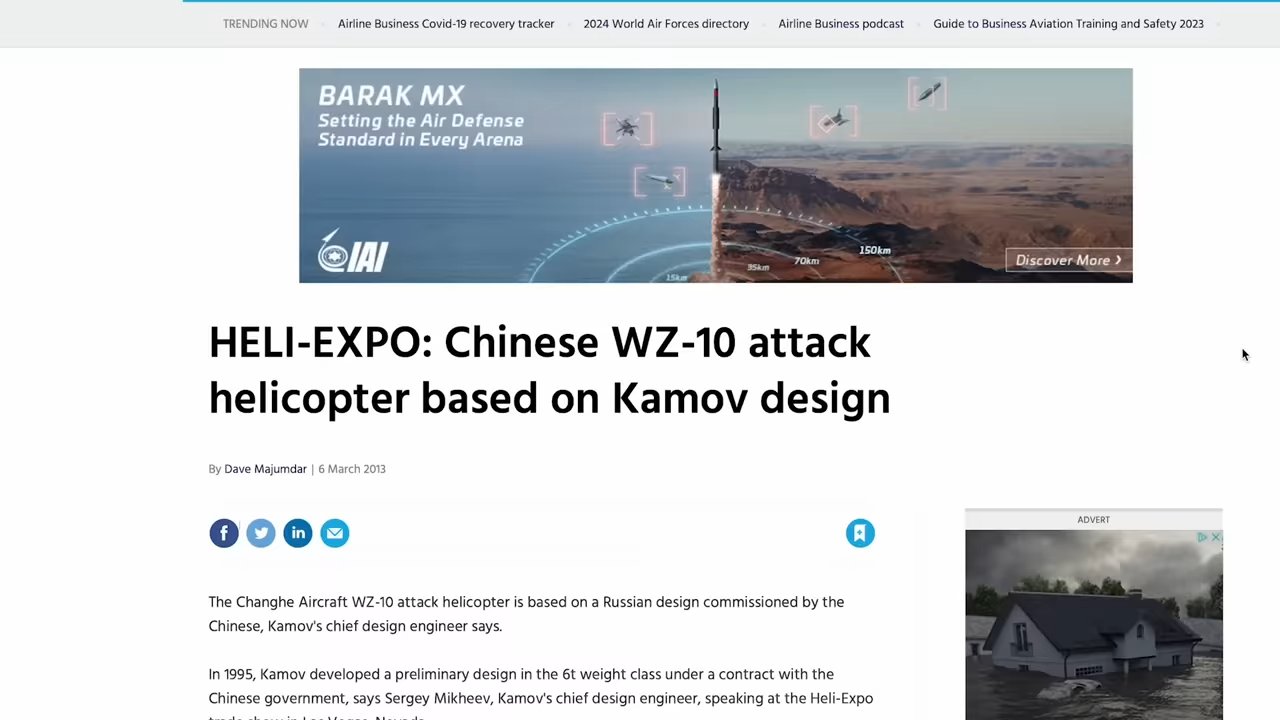 TRENDING NOW Airline Business Covid-19 recovery tracker 2024 World Air Forces directory Airline Business podcast Guide to Business Aviation Training and Safety 2023
BARAK MX
Setting the Air Defense
Standard in Every Arena
150km
70km
35km
15km
IAI
Discover More ›
HELI-EXPO: Chinese WZ-10 attack
helicopter based on Kamov design
By Dave Majumdar | 6 March 2013
f
in
ADVERT
The Changhe Aircraft WZ-10 attack helicopter is based on a Russian design commissioned by the
Chinese, Kamov's chief design engineer says.
In 1995, Kamov developed a preliminary design in the 6t weight class under a contract with the
Chinese government, says Sergey Mikheev, Kamov's chief design engineer, speaking at the Heli-Expo
trade show in Las Vegas, Nevada.